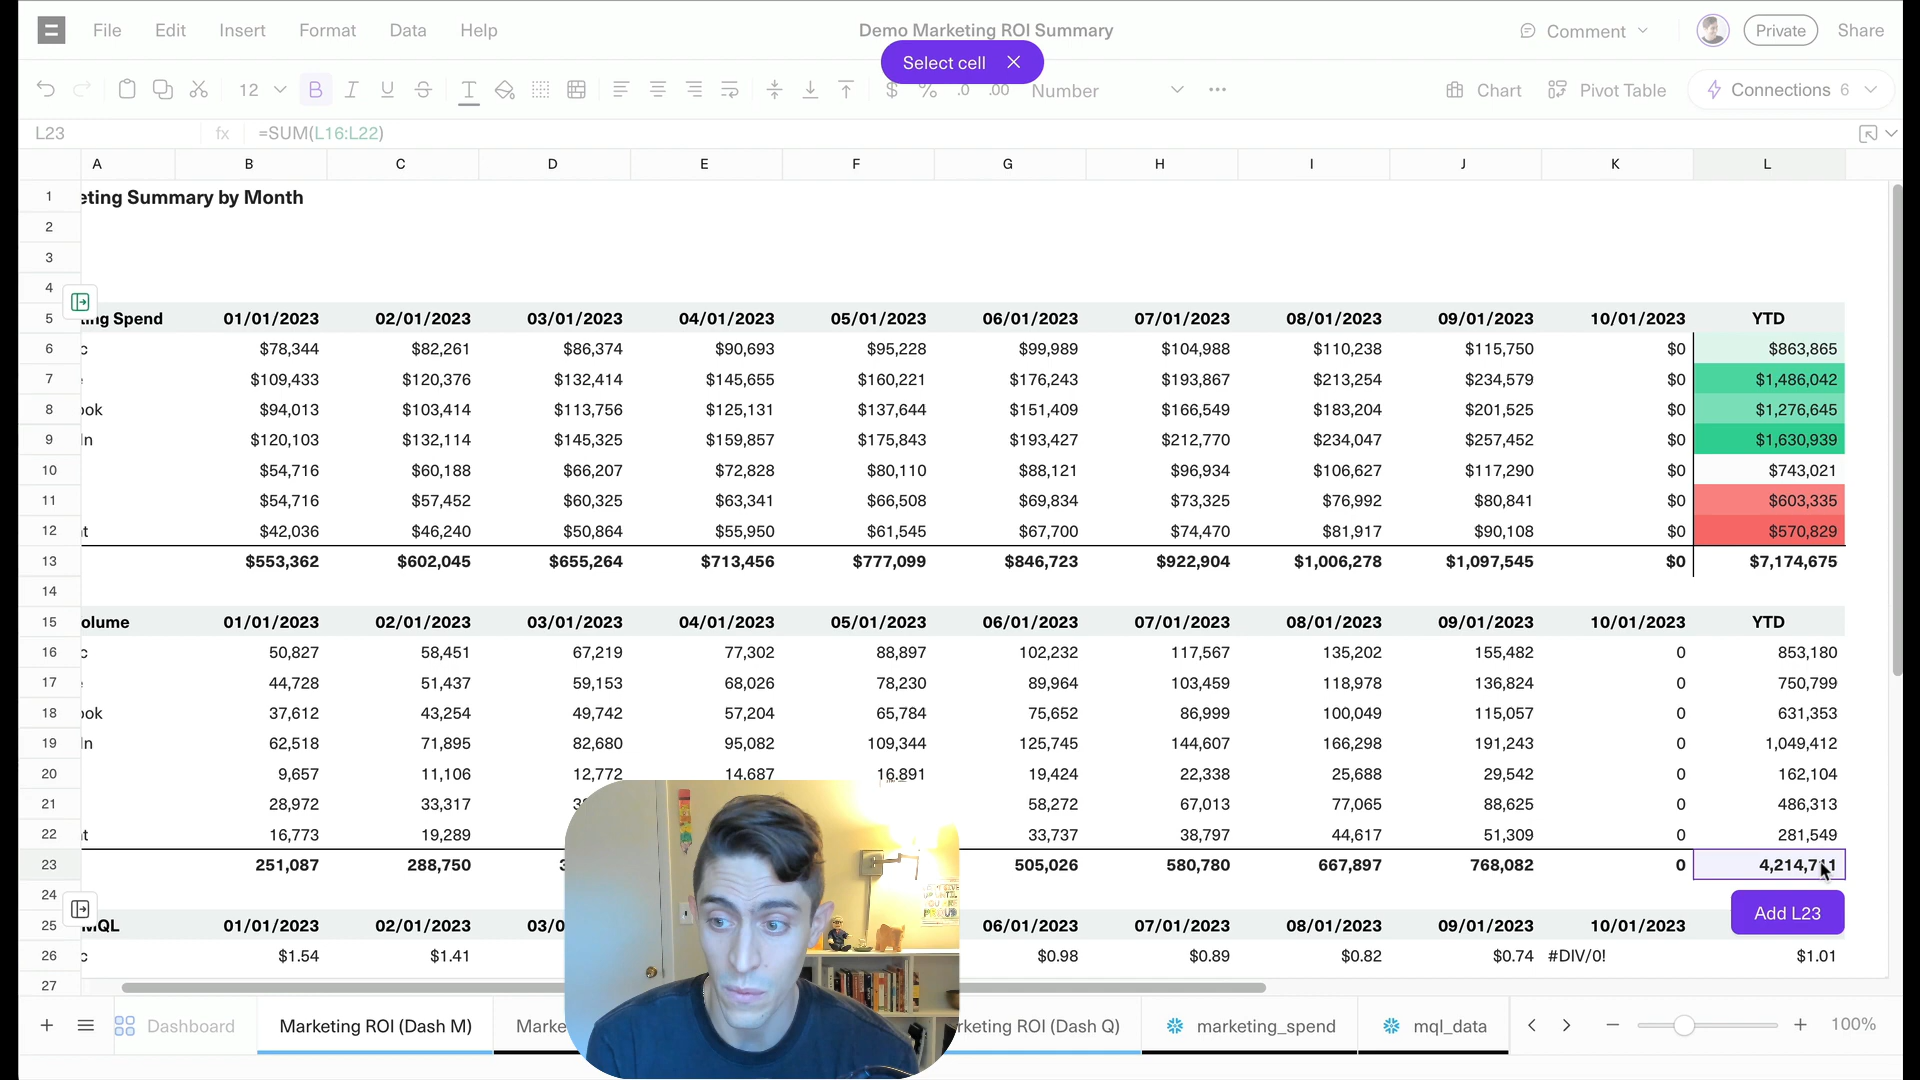 File Edit Insert Format Data Help Demo Marketing ROI Summary Comment Private Share
Select cell
12 B I U S T $ % .0 .00 Number Chart Pivot Table Connections 6
L23 fx =SUM(L16:L22)
A B C D E F G H I J K L
1 eting Summary by Month
2
3
4
5 ting Spend 01/01/2023 02/01/2023 03/01/2023 04/01/2023 05/01/2023 06/01/2023 07/01/2023 08/01/2023 09/01/2023 10/01/2023 YTD
6 c $78,344 $82,261 $86,374 $90,693 $95,228 $99,989 $104,988 $110,238 $115,750 $0 $863,865
7 $109,433 $120,376 $132,414 $145,655 $160,221 $176,243 $193,867 $213,254 $234,579 $0 $1,486,042
8 ook $94,013 $103,414 $113,756 $125,131 $137,644 $151,409 $166,549 $183,204 $201,525 $0 $1,276,645
9 In $120,103 $132,114 $145,325 $159,857 $175,843 $193,427 $212,770 $234,047 $257,452 $0 $1,630,939
10 $54,716 $60,188 $66,207 $72,828 $80,110 $88,121 $96,934 $106,627 $117,290 $0 $743,021
11 $54,716 $57,452 $60,325 $63,341 $66,508 $69,834 $73,325 $76,992 $80,841 $0 $603,335
12 t $42,036 $46,240 $50,864 $55,950 $61,545 $67,700 $74,470 $81,917 $90,108 $0 $570,829
13 $553,362 $602,045 $655,264 $713,456 $777,099 $846,723 $922,904 $1,006,278 $1,097,545 $0 $7,174,675
14
15 olume 01/01/2023 02/01/2023 03/01/2023 04/01/2023 05/01/2023 06/01/2023 07/01/2023 08/01/2023 09/01/2023 10/01/2023 YTD
16 c 50,827 58,451 67,219 77,302 88,897 102,232 117,567 135,202 155,482 0 853,180
17 44,728 51,437 59,153 68,026 78,230 89,964 103,459 118,978 136,824 0 750,799
18 ook 37,612 43,254 49,742 57,204 65,784 75,652 86,999 100,049 115,057 0 631,353
19 In 62,518 71,895 82,680 95,082 109,344 125,745 144,607 166,298 191,243 0 1,049,412
20 9,657 11,106 12,772 14,687 16,891 19,424 22,338 25,688 29,542 0 162,104
21 28,972 33,317 58,272 67,013 77,065 88,625 0 486,313
22 t 16,773 19,289 33,737 38,797 44,617 51,309 0 281,549
23 251,087 288,750 505,026 580,780 667,897 768,082 0 4,214,711
24 Add L23
25 MQL 01/01/2023 02/01/2023 03/0 06/01/2023 07/01/2023 08/01/2023 09/01/2023 10/01/2023
26 c $1.54 $1.41 $0.98 $0.89 $0.82 $0.74 #DIV/0! $1.01
27
Dashboard Marketing ROI (Dash M) Marke rketing ROI (Dash Q) marketing_spend mql_data 100%